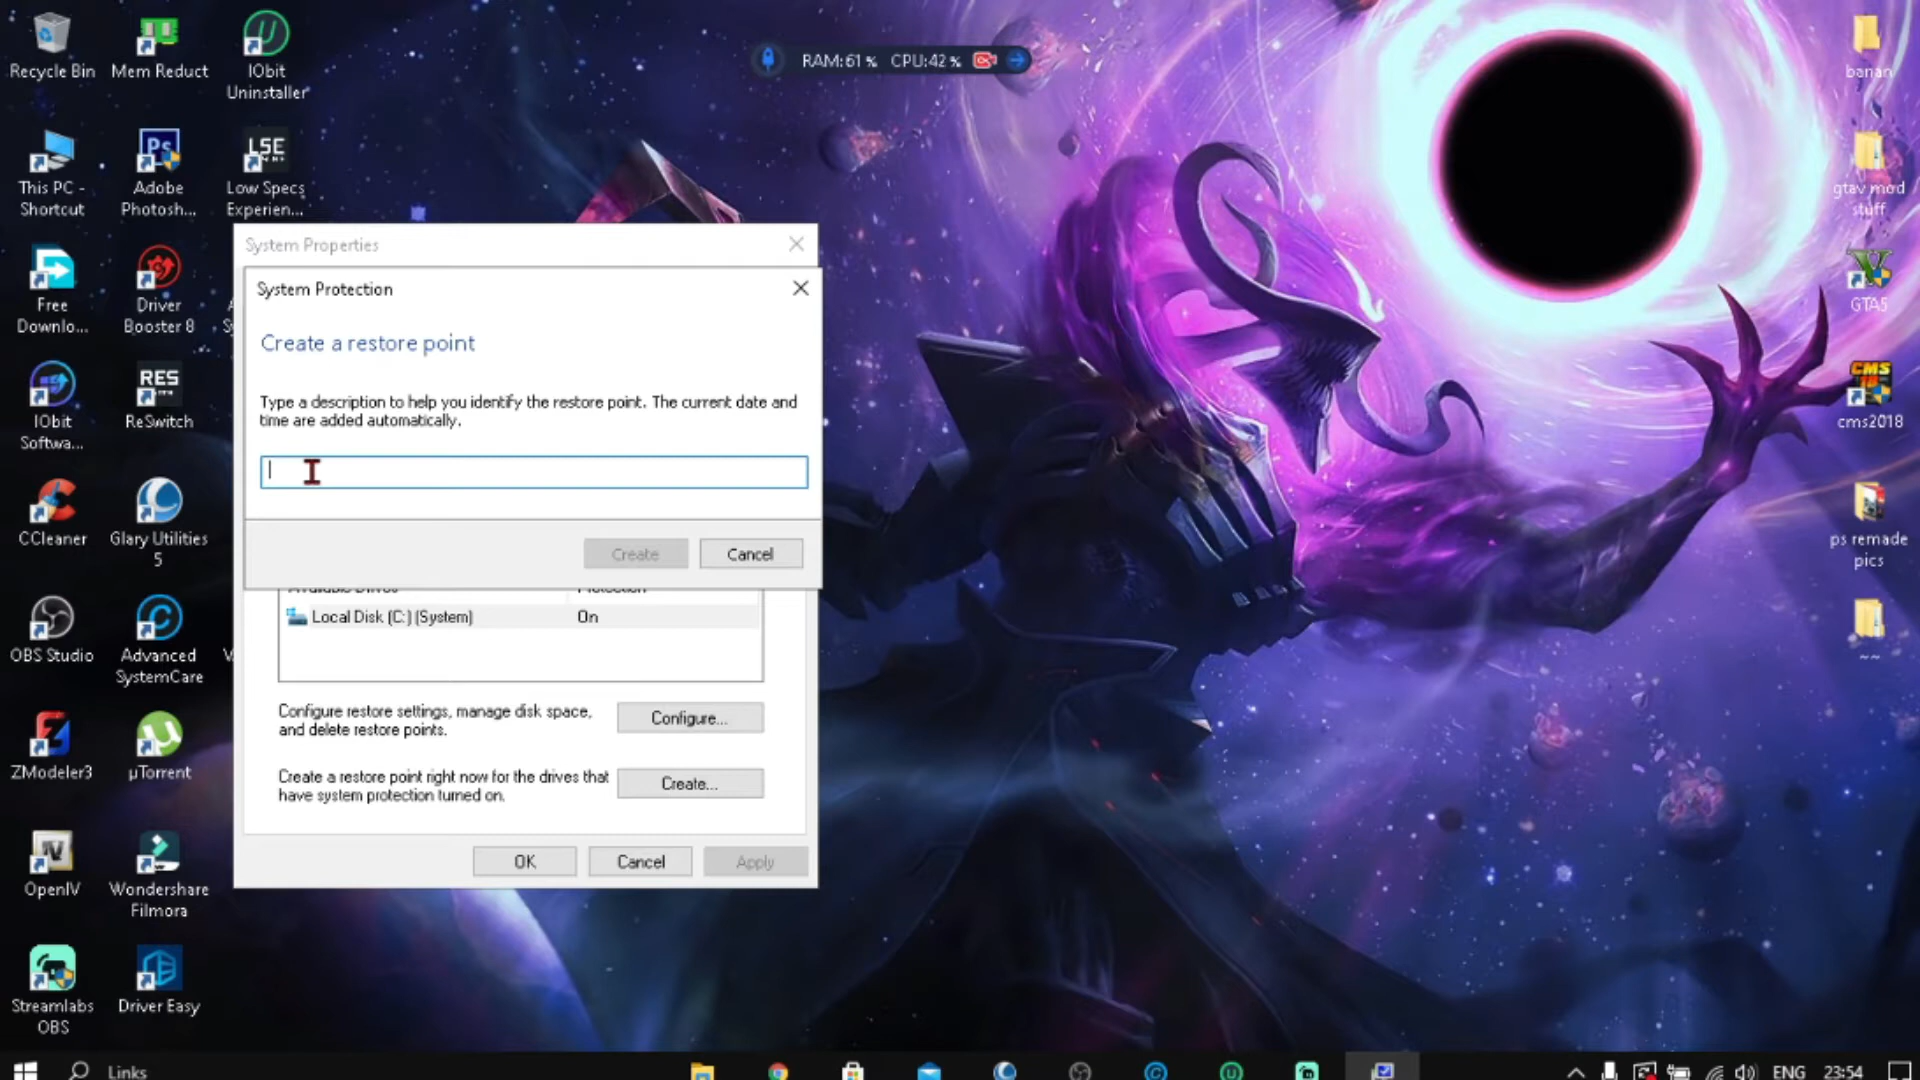 Recycle Bin
Mem Reduct
IObit
Uninstaller
RAM:61 % CPU:42 %
banan
This PC -
Shortcut
Adobe
Photosh...
LSE
Low Specs
Experien...
gtav mod
stuff
System Properties
System Protection
Create a restore point
Type a description to help you identify the restore point. The current date and
time are added automatically.
Create
Cancel
Protection
Local Disk (C:) (System)
On
Configure restore settings, manage disk space,
and delete restore points.
Configure...
Create a restore point right now for the drives that
have system protection turned on.
Create...
OK
Cancel
Apply
Free
Downlo...
Driver
Booster 8
GTA5
IObit
Softwa...
RES
ReSwitch
CMS
18
cms2018
CCleaner
Glary Utilities
5
ps remade
pics
OBS Studio
Advanced
SystemCare
~~
ZModeler3
µTorrent
IV
OpenIV
Wondershare
Filmora
Streamlabs
OBS
Driver Easy
Ps
Links
ENG
23:54